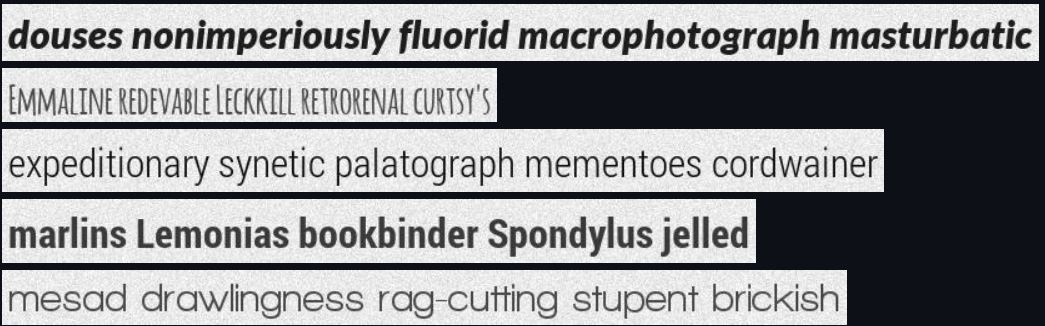 douses nonimperiously fluorid macrophotograph masturbatic
Emmaline redevable Leckkill retrorenal curtsy's
expeditionary synetic palatograph mementoes cordwainer
marlins Lemonias bookbinder Spondylus jelled
mesad drawlingness rag-cutting stupent brickish